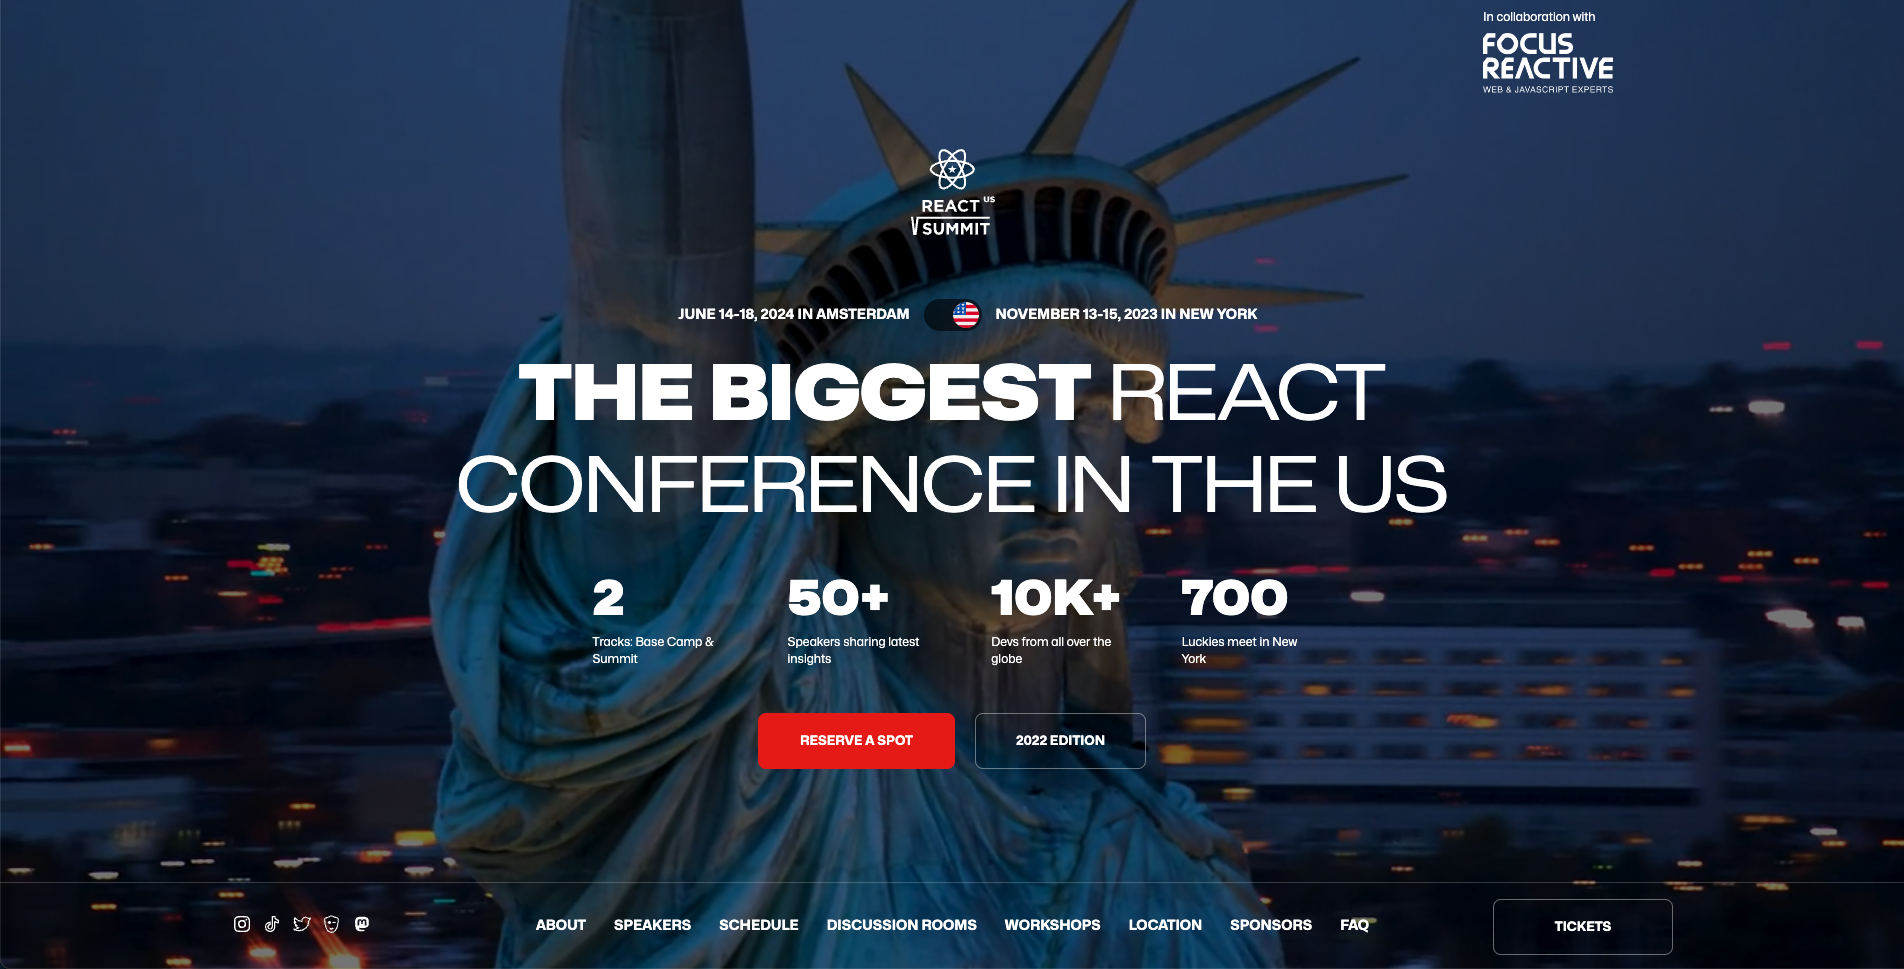 In collaboration with
FOCUS
REACTIVE
WEB & JAVASCRIPT EXPERTS
REACT US
SUMMIT
JUNE 14-18, 2024 IN AMSTERDAM
NOVEMBER 13-15, 2023 IN NEW YORK
THE BIGGEST REACT
CONFERENCE IN THE US
2
Tracks: Base Camp &
Summit
50+
Speakers sharing latest
insights
10K+
Devs from all over the
globe
700
Luckies meet in New
York
RESERVE A SPOT
2022 EDITION
ABOUT
SPEAKERS
SCHEDULE
DISCUSSION ROOMS
WORKSHOPS
LOCATION
SPONSORS
FAQ
TICKETS